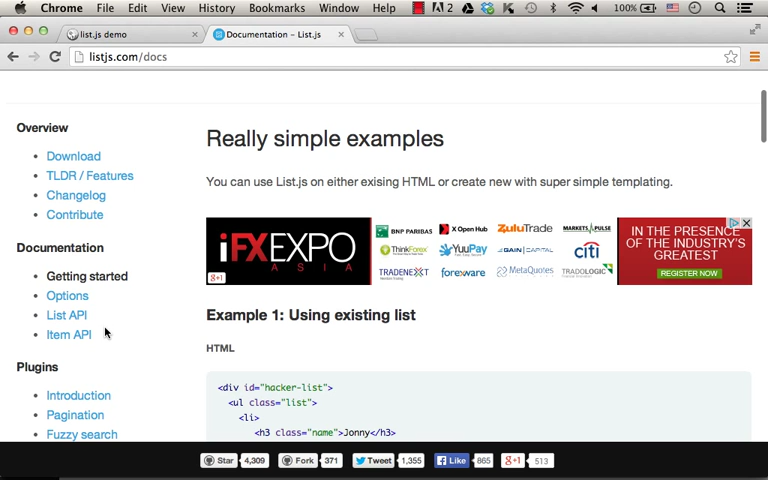 Chrome File Edit View History Bookmarks Window Help 2 100%
list.js demo
Documentation – List.js
listjs.com/docs
Overview
Download
TLDR / Features
Changelog
Contribute
Documentation
Getting started
Options
List API
Item API
Plugins
Introduction
Pagination
Fuzzy search
Really simple examples
You can use List.js on either exising HTML or create new with super simple templating.
iFXEXPO
ASIA
g+1
BNP PARIBAS X Open Hub ZuluTrade MARKETS PULSE
ThinkForex YuuPay GAIN CAPITAL citi
TRADENEXT forexware MetaQuotes TRADOLOGIC
IN THE PRESENCE
OF THE INDUSTRY'S
GREATEST
REGISTER NOW
Example 1: Using existing list
HTML
<div id="hacker-list">
<ul class="list">
<li>
<h3 class="name">Jonny</h3>
Star 4,309 Fork 371 Tweet 1,355 Like 865 g+1 513